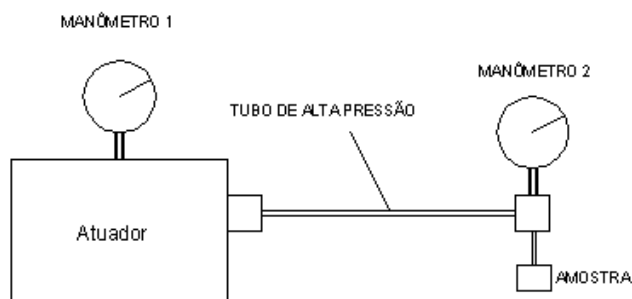 MANÔMETRO 1
MANÔMETRO 2
TUBO DE ALTA PRESSÃO
Atuador
AMOSTRA